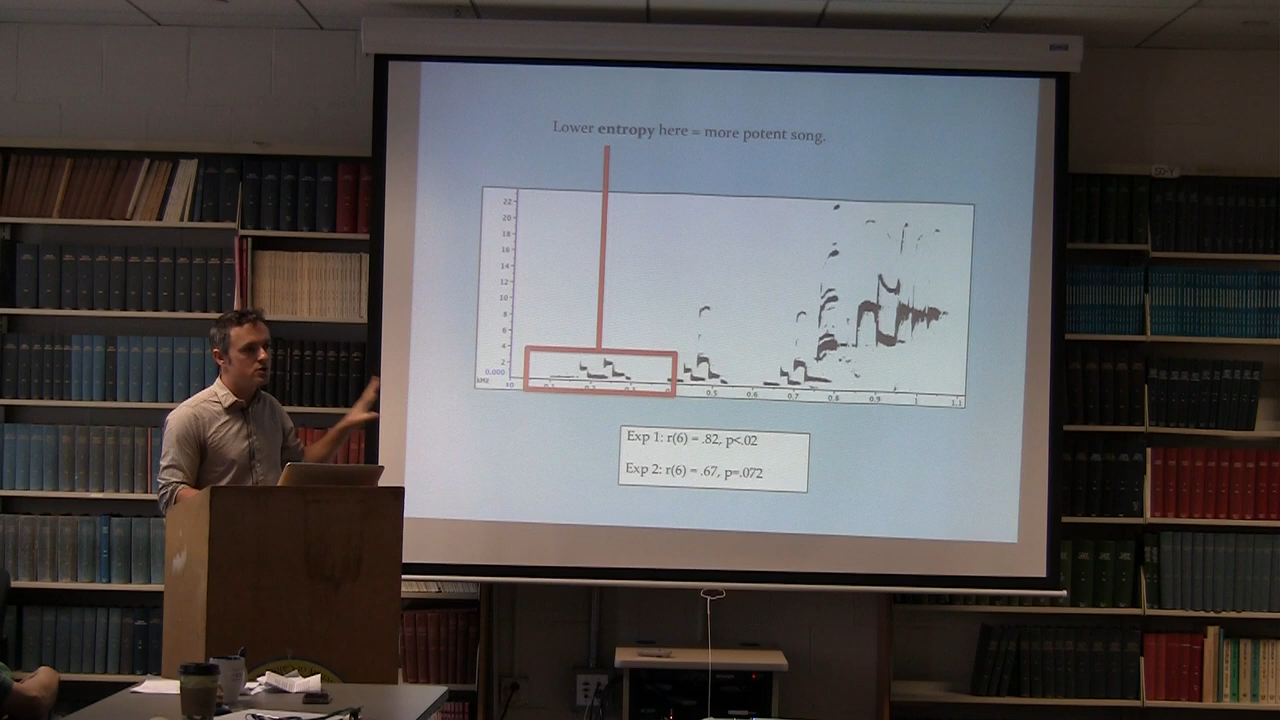 Lower entropy here = more potent song.
22
20
18
16
14
12
10
8
6
4
2
0.000
kHz
0.5 0.6 0.7 0.8 0.9 1 1.1
Exp 1: r(6) = .82, p<.02
Exp 2: r(6) = .67, p=.072